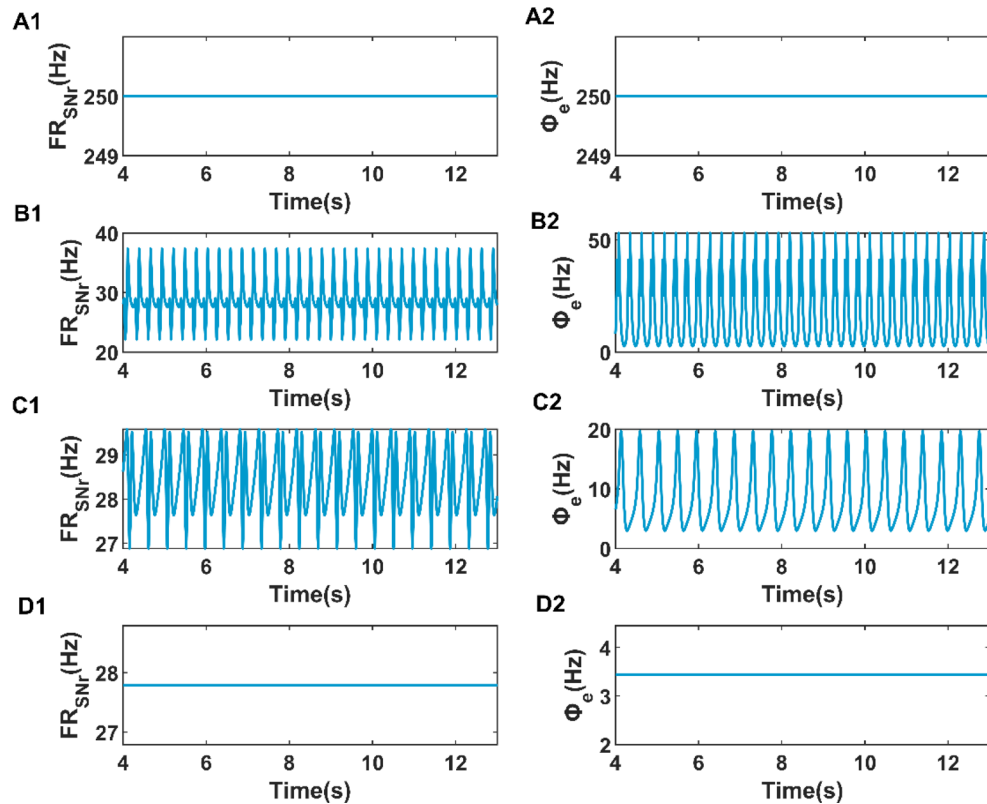 A1
FR_SNr(Hz)
250
249
4 6 8 10 12
Time(s)
A2
Φ_e(Hz)
250
249
4 6 8 10 12
Time(s)
B1
FR_SNr(Hz)
40
30
20
4 6 8 10 12
Time(s)
B2
Φ_e(Hz)
50
0
4 6 8 10 12
Time(s)
C1
FR_SNr(Hz)
29
28
27
4 6 8 10 12
Time(s)
C2
Φ_e(Hz)
20
10
0
4 6 8 10 12
Time(s)
D1
FR_SNr(Hz)
28
27
4 6 8 10 12
Time(s)
D2
Φ_e(Hz)
4
3
2
4 6 8 10 12
Time(s)